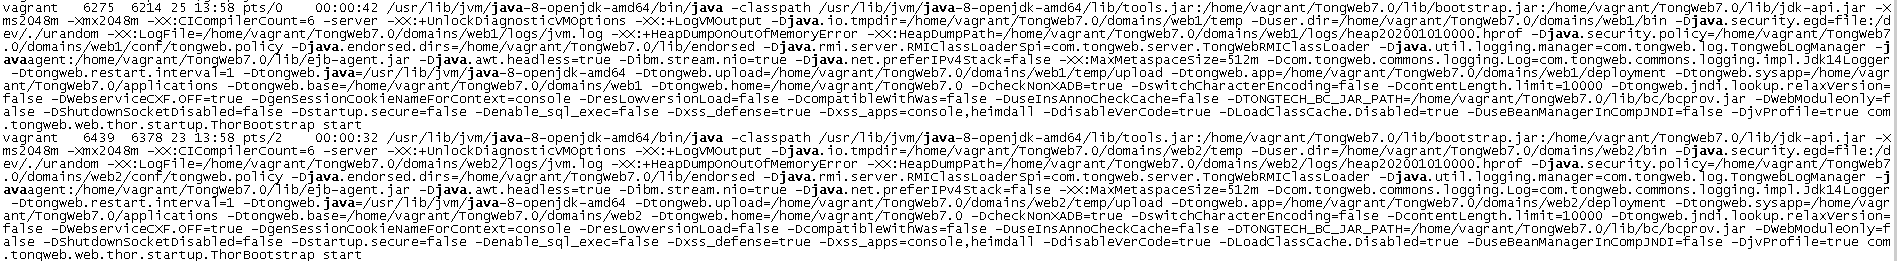 vagrant   6275  6214 25 13:58 pts/0    00:00:42 /usr/lib/jvm/java-8-openjdk-amd64/bin/java -classpath /usr/lib/jvm/java-8-openjdk-amd64/lib/tools.jar:/home/vagrant/TongWeb7.0/lib/bootstrap.jar:/home/vagrant/TongWeb7.0/lib/jdk-api.jar -X
ms2048m -Xmx2048m -XX:CICompilerCount=6 -server -XX:+UnlockDiagnosticVMOptions -XX:+LogVMOutput -Djava.io.tmpdir=/home/vagrant/TongWeb7.0/domains/web1/temp -Duser.dir=/home/vagrant/TongWeb7.0/domains/web1/bin -Djava.security.egd=file:/d
ev/./urandom -XX:LogFile=/home/vagrant/TongWeb7.0/domains/web1/logs/jvm.log -XX:+HeapDumpOnOutOfMemoryError -XX:HeapDumpPath=/home/vagrant/TongWeb7.0/domains/web1/logs/heap202001010000.hprof -Djava.security.policy=/home/vagrant/TongWeb7
.0/domains/web1/conf/tongweb.policy -Djava.endorsed.dirs=/home/vagrant/TongWeb7.0/lib/endorsed -Djava.rmi.server.RMIClassLoaderSpi=com.tongweb.server.TongWebRMIClassLoader -Djava.util.logging.manager=com.tongweb.log.TongwebLogManager -j
avaagent:/home/vagrant/TongWeb7.0/lib/ejb-agent.jar -Djava.awt.headless=true -Dibm.stream.nio=true -Djava.net.preferIPv4Stack=false -XX:MaxMetaspaceSize=512m -Dcom.tongweb.commons.logging.Log=com.tongweb.commons.logging.impl.Jdk14Logger
 -Dtongweb.restart.interval=1 -Dtongweb.java=/usr/lib/jvm/java-8-openjdk-amd64 -Dtongweb.upload=/home/vagrant/TongWeb7.0/domains/web1/temp/upload -Dtongweb.app=/home/vagrant/TongWeb7.0/domains/web1/deployment -Dtongweb.sysapp=/home/vagr
ant/TongWeb7.0/applications -Dtongweb.base=/home/vagrant/TongWeb7.0/domains/web1 -Dtongweb.home=/home/vagrant/TongWeb7.0 -DcheckNonXADB=true -DswitchCharacterEncoding=false -DcontentLength.limit=10000 -Dtongweb.jndi.lookup.relaxVersion=
false -DWebserviceCXF.OFF=true -DgenSessionCookieNameForContext=console -DresLowversionLoad=false -DcompatibleWithWas=false -DuseInsAnnoCheckCache=false -DTONGTECH_BC_JAR_PATH=/home/vagrant/TongWeb7.0/lib/bc/bcprov.jar -DWebModuleOnly=f
alse -DShutdownSocketDisabled=false -Dstartup.secure=false -Denable_sql_exec=false -Dxss_defense=true -Dxss_apps=console,heimdall -DdisableVerCode=true -DLoadClassCache.Disabled=true -DuseBeanManagerInCompJNDI=false -DjvProfile=true com
.tongweb.web.thor.startup.ThorBootstrap start
vagrant   6439  6378 23 13:58 pts/2    00:00:32 /usr/lib/jvm/java-8-openjdk-amd64/bin/java -classpath /usr/lib/jvm/java-8-openjdk-amd64/lib/tools.jar:/home/vagrant/TongWeb7.0/lib/bootstrap.jar:/home/vagrant/TongWeb7.0/lib/jdk-api.jar -X
ms2048m -Xmx2048m -XX:CICompilerCount=6 -server -XX:+UnlockDiagnosticVMOptions -XX:+LogVMOutput -Djava.io.tmpdir=/home/vagrant/TongWeb7.0/domains/web2/temp -Duser.dir=/home/vagrant/TongWeb7.0/domains/web2/bin -Djava.security.egd=file:/d
ev/./urandom -XX:LogFile=/home/vagrant/TongWeb7.0/domains/web2/logs/jvm.log -XX:+HeapDumpOnOutOfMemoryError -XX:HeapDumpPath=/home/vagrant/TongWeb7.0/domains/web2/logs/heap202001010000.hprof -Djava.security.policy=/home/vagrant/TongWeb7
.0/domains/web2/conf/tongweb.policy -Djava.endorsed.dirs=/home/vagrant/TongWeb7.0/lib/endorsed -Djava.rmi.server.RMIClassLoaderSpi=com.tongweb.server.TongWebRMIClassLoader -Djava.util.logging.manager=com.tongweb.log.TongwebLogManager -j
avaagent:/home/vagrant/TongWeb7.0/lib/ejb-agent.jar -Djava.awt.headless=true -Dibm.stream.nio=true -Djava.net.preferIPv4Stack=false -XX:MaxMetaspaceSize=512m -Dcom.tongweb.commons.logging.Log=com.tongweb.commons.logging.impl.Jdk14Logger
 -Dtongweb.restart.interval=1 -Dtongweb.java=/usr/lib/jvm/java-8-openjdk-amd64 -Dtongweb.upload=/home/vagrant/TongWeb7.0/domains/web2/temp/upload -Dtongweb.app=/home/vagrant/TongWeb7.0/domains/web2/deployment -Dtongweb.sysapp=/home/vagr
ant/TongWeb7.0/applications -Dtongweb.base=/home/vagrant/TongWeb7.0/domains/web2 -Dtongweb.home=/home/vagrant/TongWeb7.0 -DcheckNonXADB=true -DswitchCharacterEncoding=false -DcontentLength.limit=10000 -Dtongweb.jndi.lookup.relaxVersion=
false -DWebserviceCXF.OFF=true -DgenSessionCookieNameForContext=console -DresLowversionLoad=false -DcompatibleWithWas=false -DuseInsAnnoCheckCache=false -DTONGTECH_BC_JAR_PATH=/home/vagrant/TongWeb7.0/lib/bc/bcprov.jar -DWebModuleOnly=f
alse -DShutdownSocketDisabled=false -Dstartup.secure=false -Denable_sql_exec=false -Dxss_defense=true -Dxss_apps=console,heimdall -DdisableVerCode=true -DLoadClassCache.Disabled=true -DuseBeanManagerInCompJNDI=false -DjvProfile=true com
.tongweb.web.thor.startup.ThorBootstrap start